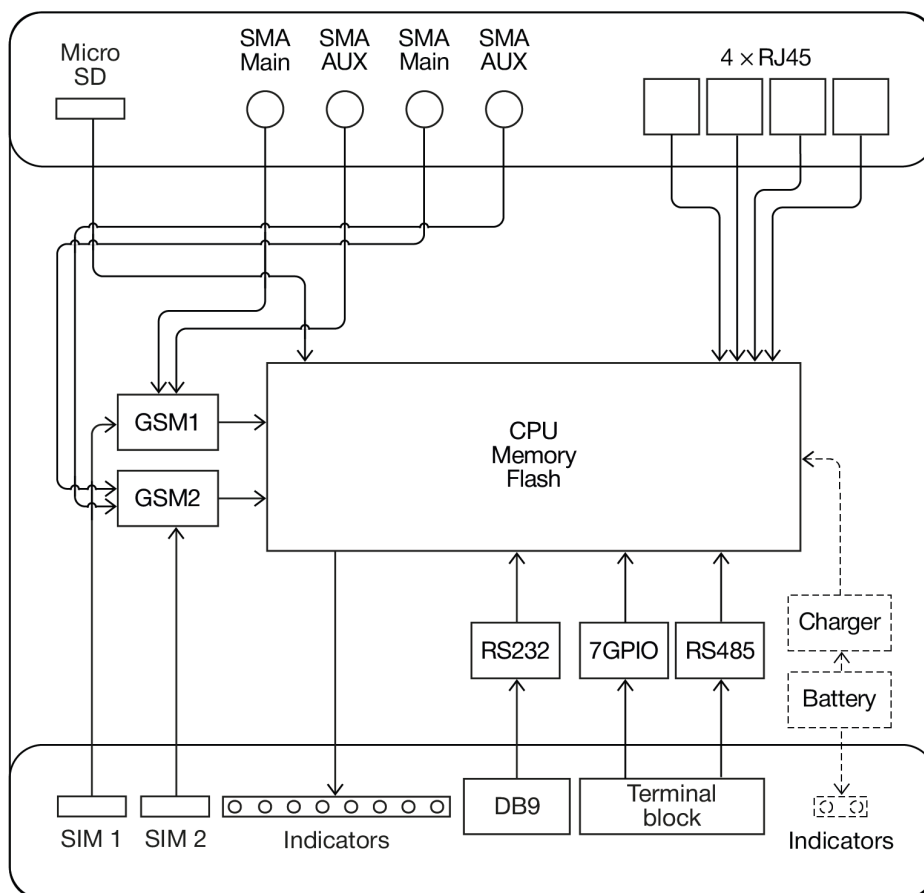 Micro
SD
SMA
Main
SMA
AUX
SMA
Main
SMA
AUX
4 × RJ45
GSM1
GSM2
CPU
Memory
Flash
RS232
7GPIO
RS485
Charger
Battery
SIM 1
SIM 2
Indicators
DB9
Terminal
block
Indicators